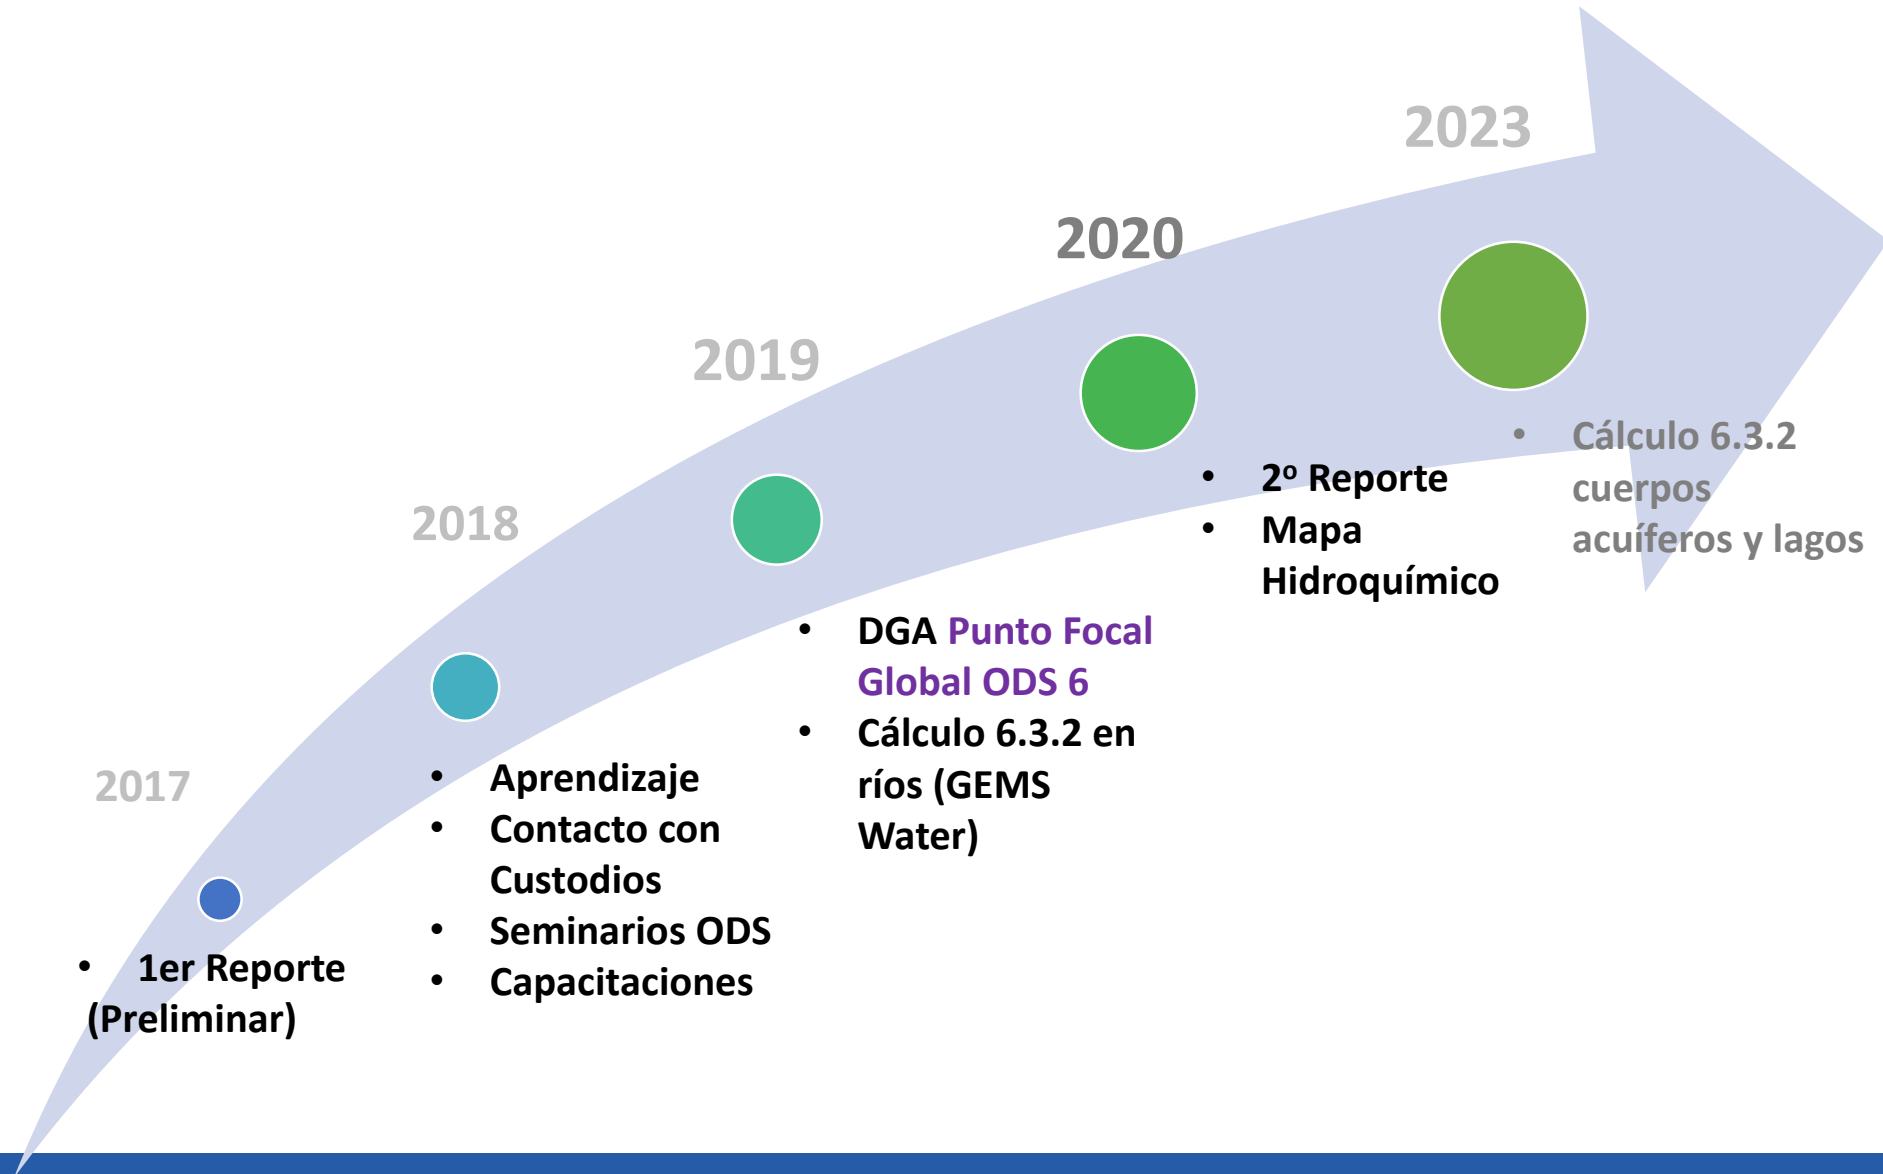 2017
• 1er Reporte
(Preliminar)
2018
• Aprendizaje
• Contacto con
Custodios
• Seminarios ODS
• Capacitaciones
2019
• DGA Punto Focal
Global ODS 6
• Cálculo 6.3.2 en
ríos (GEMS
Water)
2020
• 2º Reporte
• Mapa
Hidroquímico
2023
• Cálculo 6.3.2
cuerpos
acuíferos y lagos